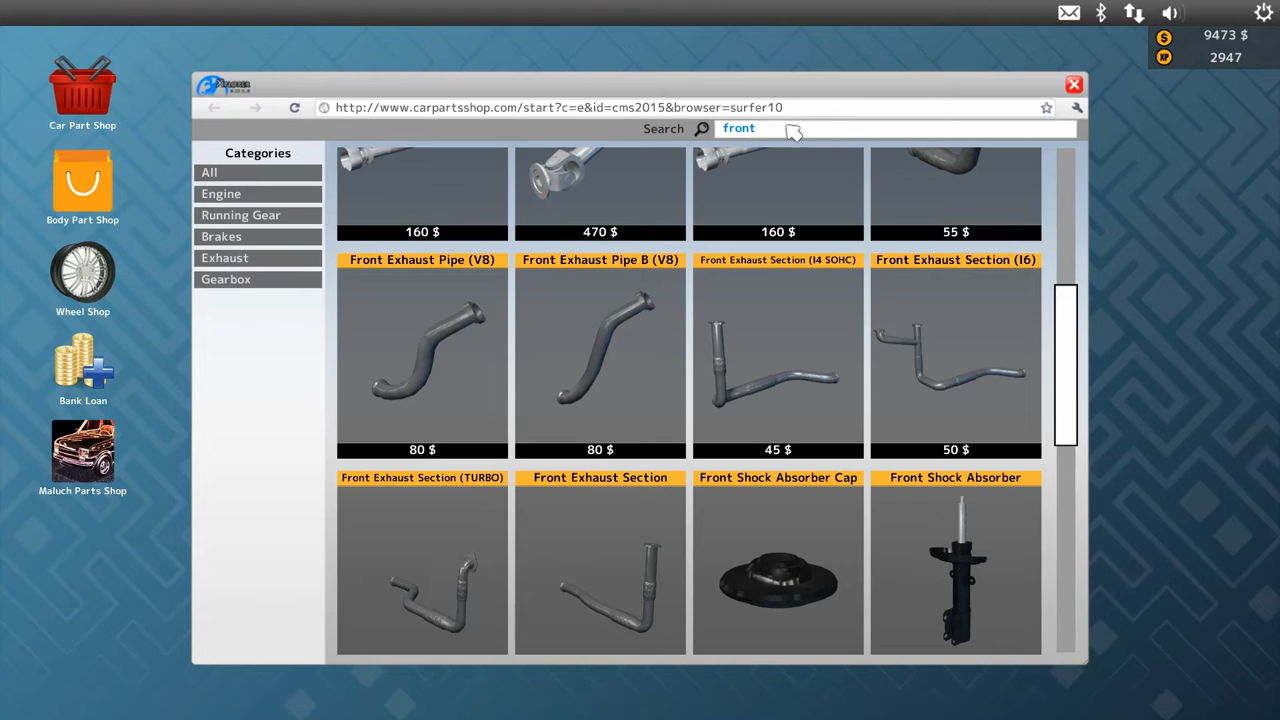 9473 $
2947
Car Part Shop
Body Part Shop
Wheel Shop
Bank Loan
Maluch Parts Shop
http://www.carpartsshop.com/start?c=e&id=cms2015&browser=surfer10
Search
front
Categories
All
Engine
Running Gear
Brakes
Exhaust
Gearbox
160 $
470 $
160 $
55 $
Front Exhaust Pipe (V8)
Front Exhaust Pipe B (V8)
Front Exhaust Section (I4 SOHC)
Front Exhaust Section (I6)
80 $
80 $
45 $
50 $
Front Exhaust Section (TURBO)
Front Exhaust Section
Front Shock Absorber Cap
Front Shock Absorber